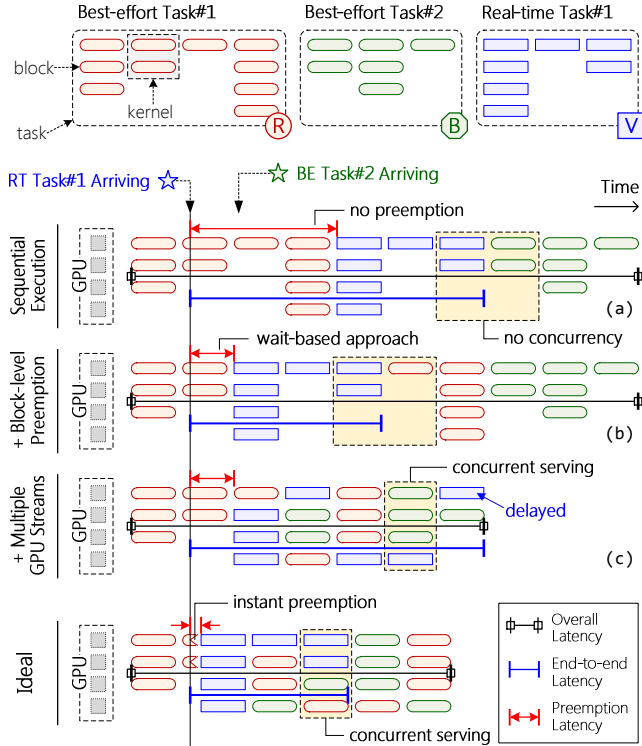 Best-effort Task#1
Best-effort Task#2
Real-time Task#1
block
kernel
task
R
B
V
RT Task#1 Arriving
BE Task#2 Arriving
Time
no preemption
Sequential
Execution
GPU
(a)
no concurrency
wait-based approach
+ Block-level
Preemption
GPU
(b)
concurrent serving
+ Multiple
GPU Streams
GPU
delayed
(c)
instant preemption
Ideal
GPU
concurrent serving
Overall
Latency
End-to-end
Latency
Preemption
Latency